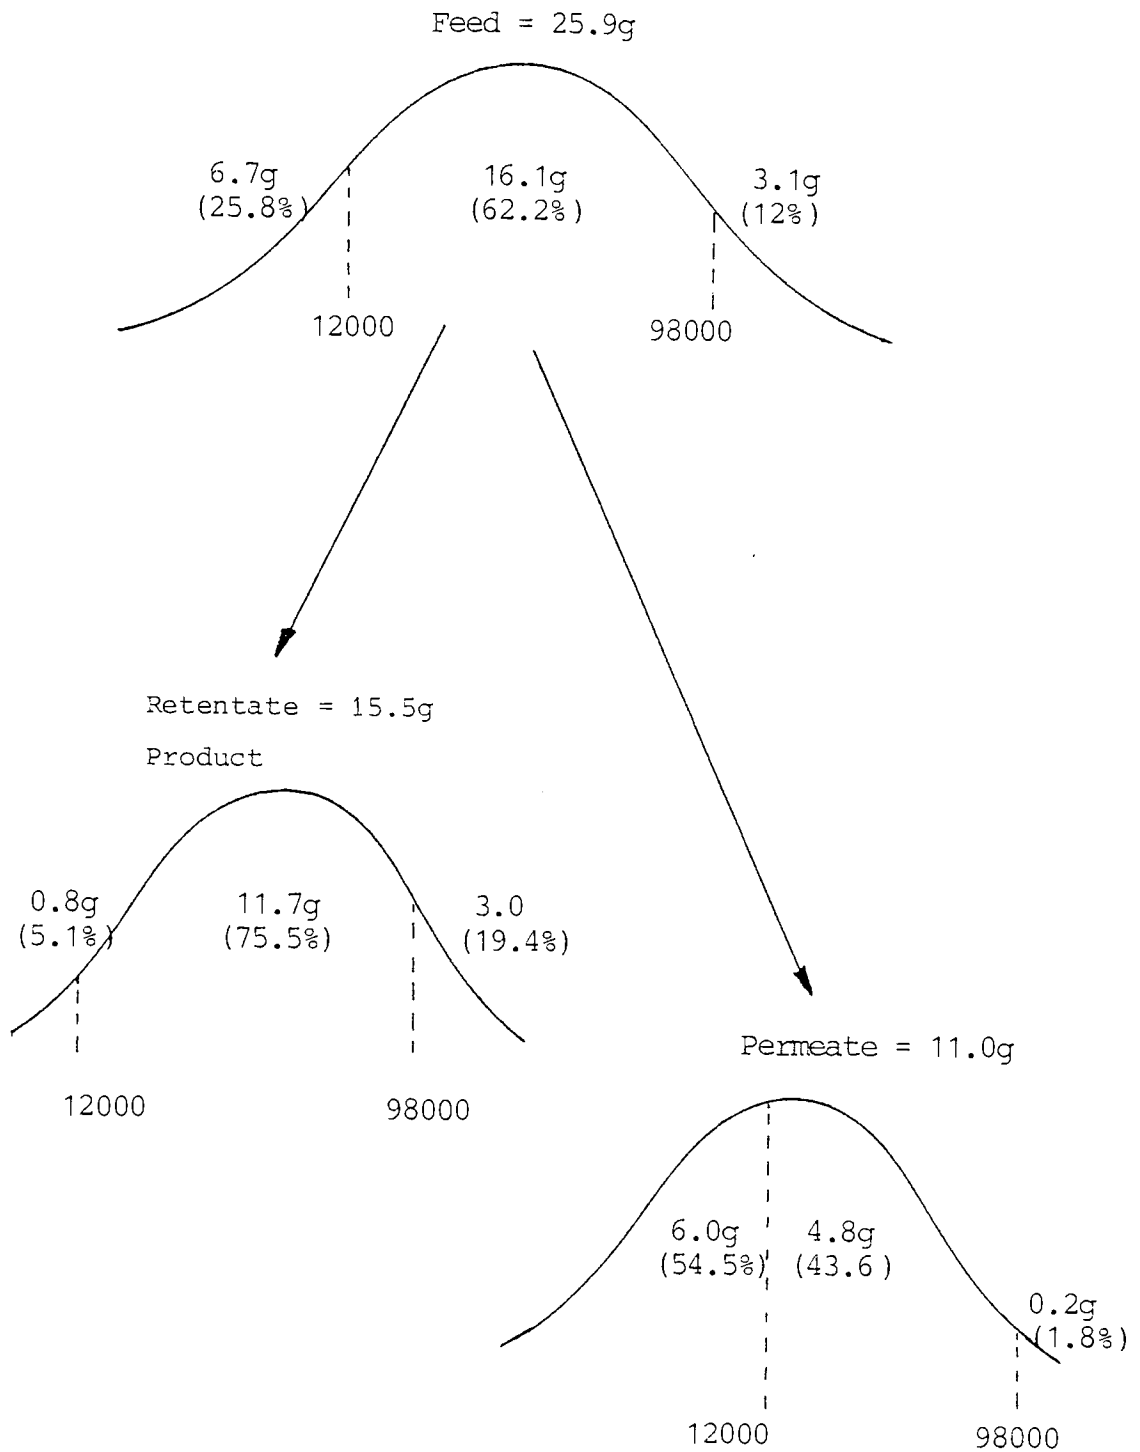 Feed = 25.9g
6.7g
(25.8%)
16.1g
(62.2%)
3.1g
(12%)
12000
98000
Retentate = 15.5g
Product
0.8g
(5.1%)
11.7g
(75.5%)
3.0
(19.4%)
12000
98000
Permeate = 11.0g
6.0g
(54.5%)
4.8g
(43.6 )
0.2g
(1.8%)
12000
98000